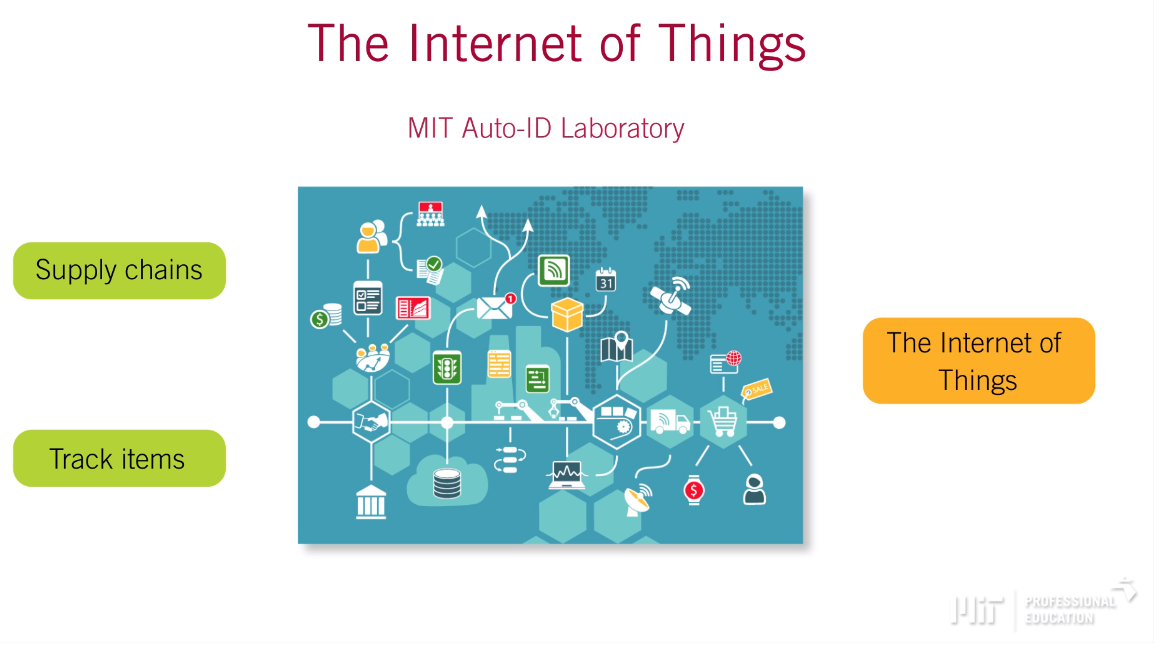 The Internet of Things
MIT Auto-ID Laboratory
Supply chains
Track items
1
31
$
SALE
$
The Internet of
Things
MIT
PROFESSIONAL
EDUCATION